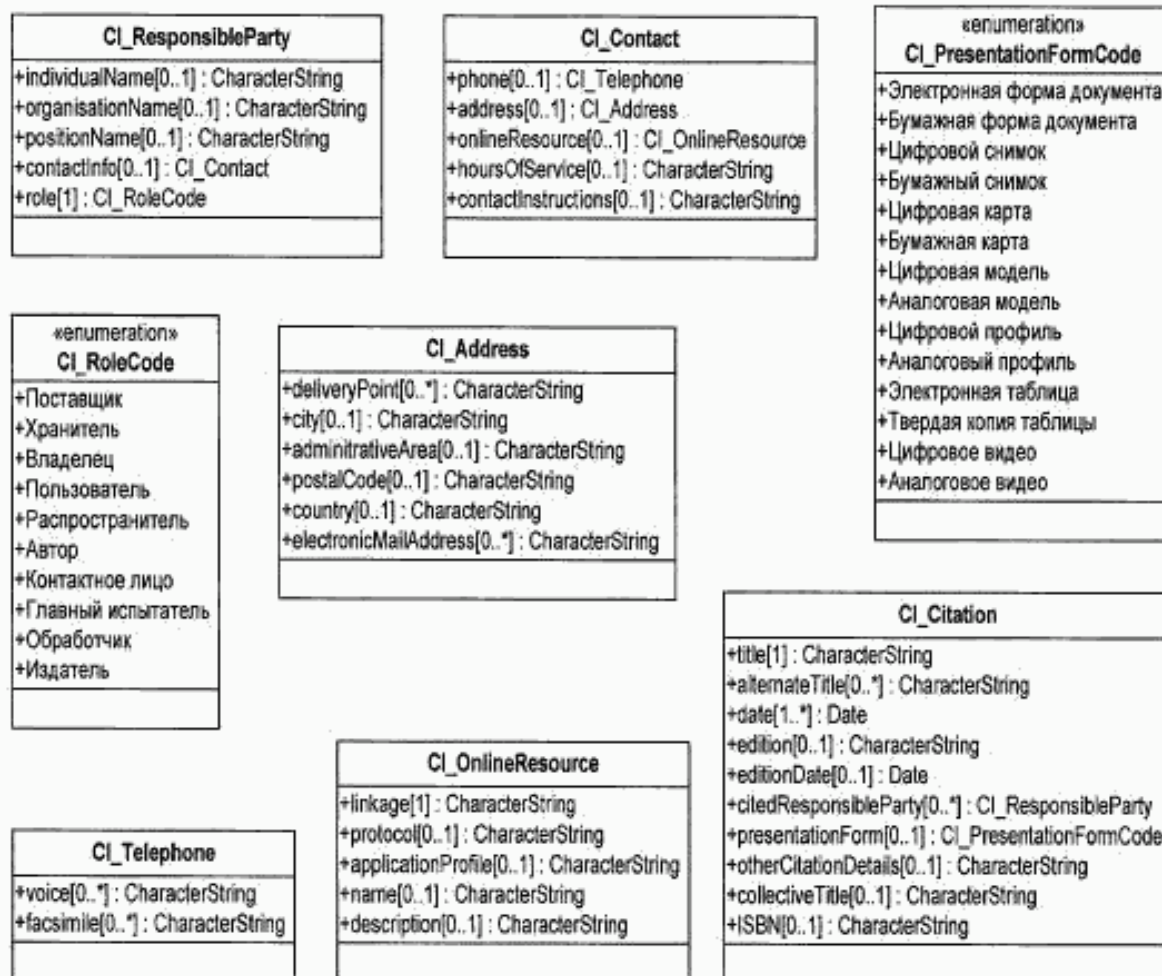 CI_ResponsibleParty
+individualName[0..1] : CharacterString
+organisationName[0..1] : CharacterString
+positionName[0..1] : CharacterString
+contactInfo[0..1] : CI_Contact
+role[1] : CI_RoleCode
CI_Contact
+phone[0..1] : CI_Telephone
+address[0..1] : CI_Address
+onlineResource[0..1] : CI_OnlineResource
+hoursOfService[0..1] : CharacterString
+contactInstructions[0..1] : CharacterString
«enumeration»
CI_PresentationFormCode
+Электронная форма документа
+Бумажная форма документа
+Цифровой снимок
+Бумажный снимок
+Цифровая карта
+Бумажная карта
+Цифровая модель
+Аналоговая модель
+Цифровой профиль
+Аналоговый профиль
+Электронная таблица
+Твердая копия таблицы
+Цифровое видео
+Аналоговое видео
«enumeration»
CI_RoleCode
+Поставщик
+Хранитель
+Владелец
+Пользователь
+Распространитель
+Автор
+Контактное лицо
+Главный испытатель
+Обработчик
+Издатель
CI_Address
+deliveryPoint[0..*] : CharacterString
+city[0..1] : CharacterString
+adminitrativeArea[0..1] : CharacterString
+postalCode[0..1] : CharacterString
+country[0..1] : CharacterString
+electronicMailAddress[0..*] : CharacterString
CI_Citation
+title[1] : CharacterString
+alternateTitle[0..*] : CharacterString
+date[1..*] : Date
+edition[0..1] : CharacterString
+editionDate[0..1] : Date
+citedResponsibleParty[0..*] : CI_ResponsibleParty
+presentationForm[0..1] : CI_PresentationFormCode
+otherCitationDetails[0..1] : CharacterString
+collectiveTitle[0..1] : CharacterString
+ISBN[0..1] : CharacterString
CI_OnlineResource
+linkage[1] : CharacterString
+protocol[0..1] : CharacterString
+applicationProfile[0..1] : CharacterString
+name[0..1] : CharacterString
+description[0..1] : CharacterString
CI_Telephone
+voice[0..*] : CharacterString
+facsimile[0..*] : CharacterString